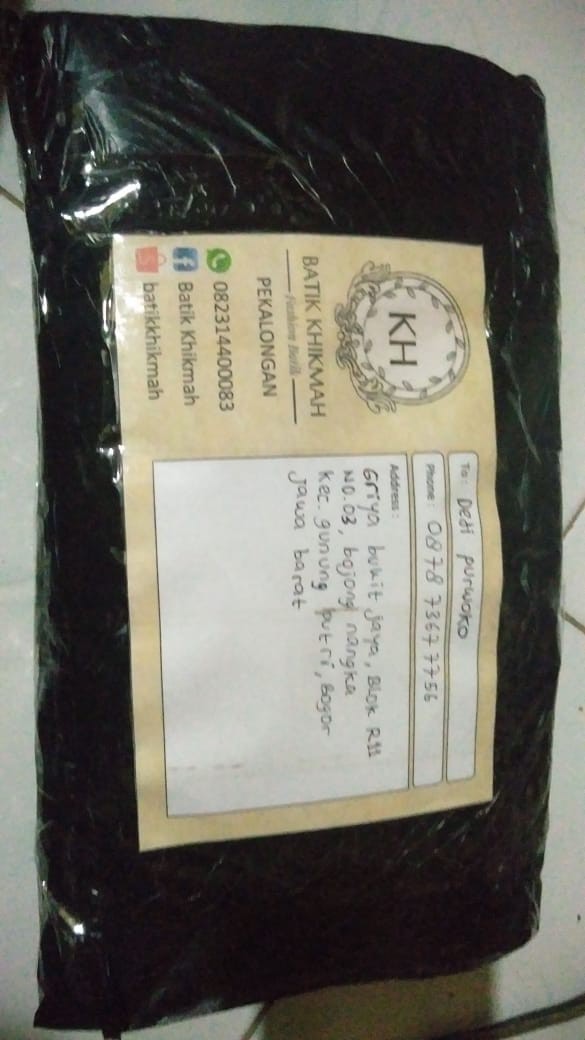 KH
BATIK KHIKMAH
Fashion Batik
PEKALONGAN
082314400083
Batik Khikmah
batikkhikmah
To : Dedi purwoko
Phone : 0878 7367 7756
Address :
Griya bukit jaya, Blok R11
NO.03, bojong nangka
kec. gunung putri, Bogor
jawa barat